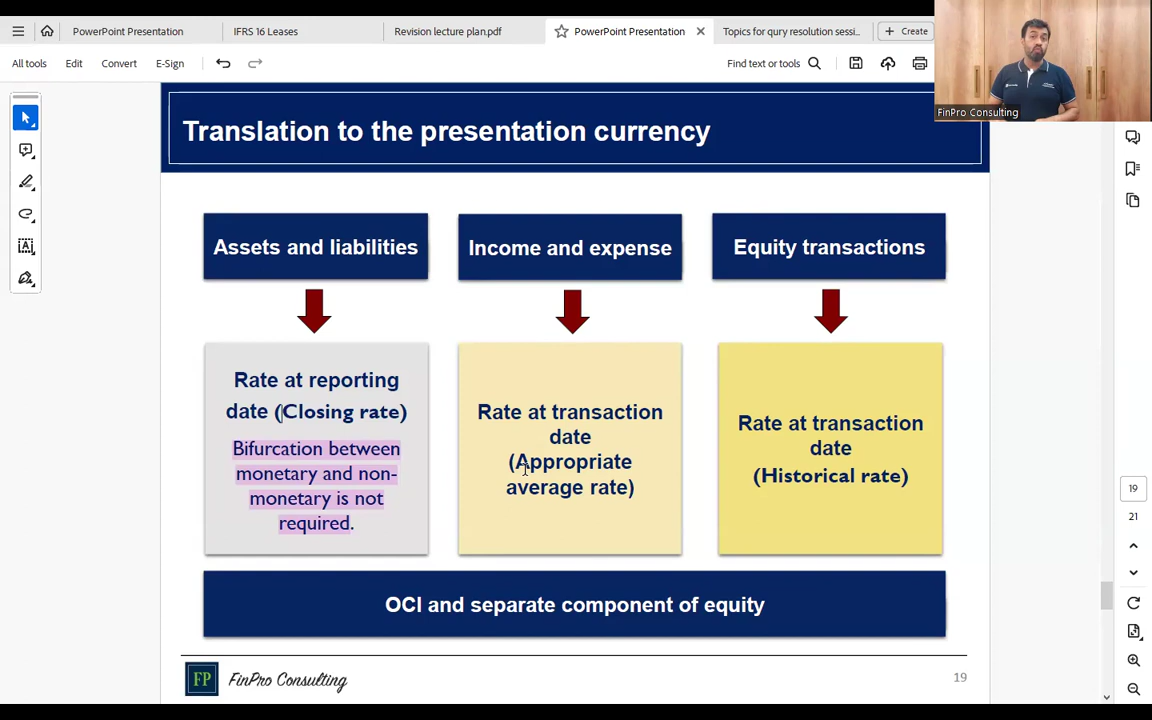 PowerPoint Presentation
IFRS 16 Leases
Revision lecture plan.pdf
PowerPoint Presentation
Topics for qury resolution sessi...
Create
All tools
Edit
Convert
E-Sign
Find text or tools
FinPro Consulting
Translation to the presentation currency
Assets and liabilities
Income and expense
Equity transactions
Rate at reporting
date (Closing rate)
Bifurcation between
monetary and non-
monetary is not
required.
Rate at transaction
date
(Appropriate
average rate)
Rate at transaction
date
(Historical rate)
OCI and separate component of equity
FP
FinPro Consulting
19
19
21